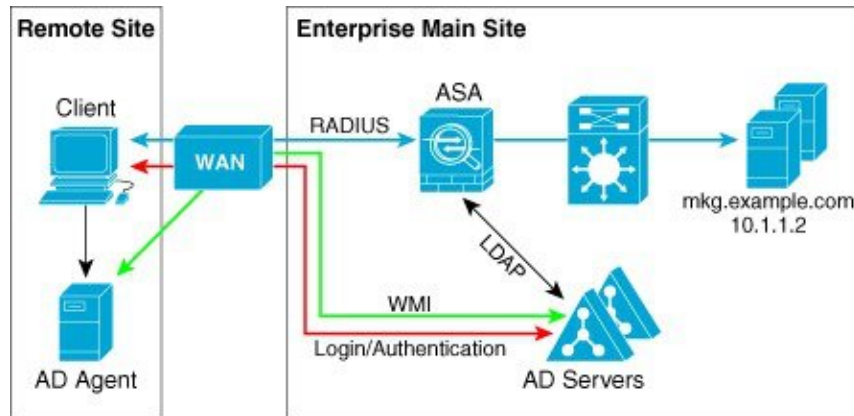 Remote Site
Enterprise Main Site
Client
ASA
RADIUS
WAN
mkg.example.com
10.1.1.2
LDAP
WMI
Login/Authentication
AD Agent
AD Servers